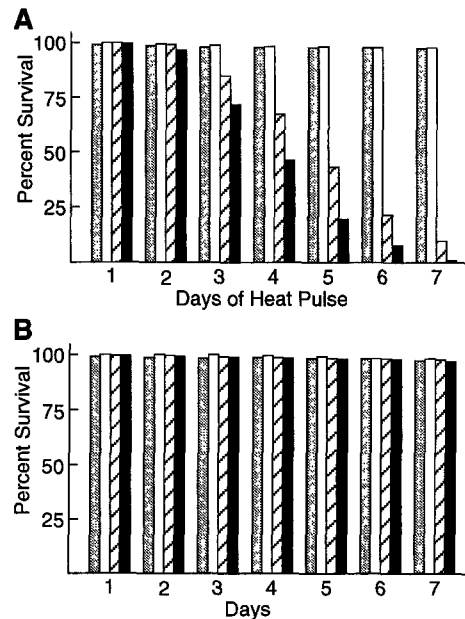 A
Percent Survival
100
75
50
25
1 2 3 4 5 6 7
Days of Heat Pulse
B
Percent Survival
100
75
50
25
1 2 3 4 5 6 7
Days